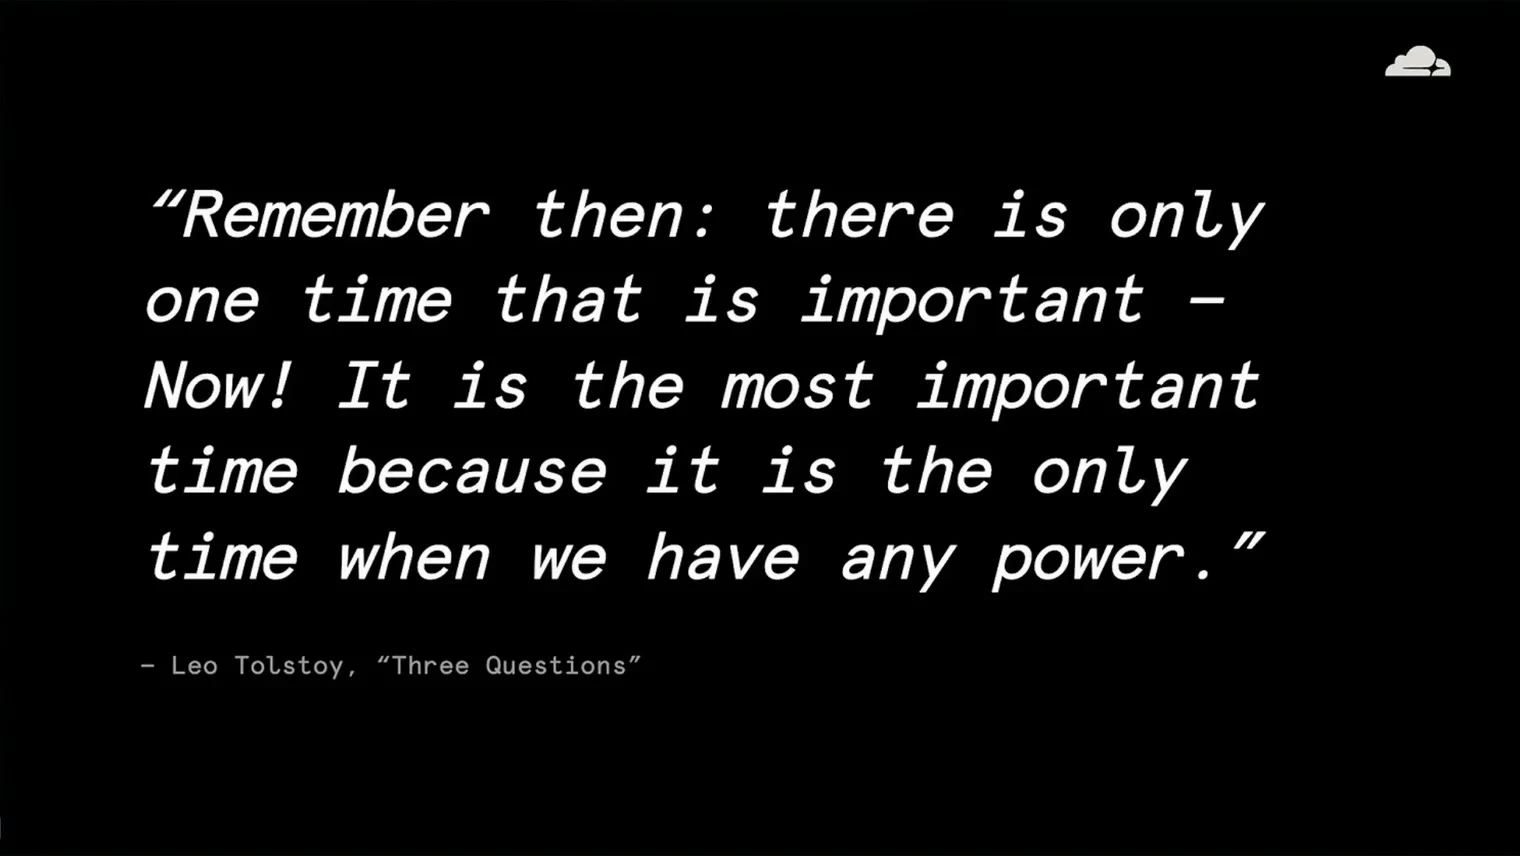 “Remember then: there is only
one time that is important –
Now! It is the most important
time because it is the only
time when we have any power.”
– Leo Tolstoy, “Three Questions”